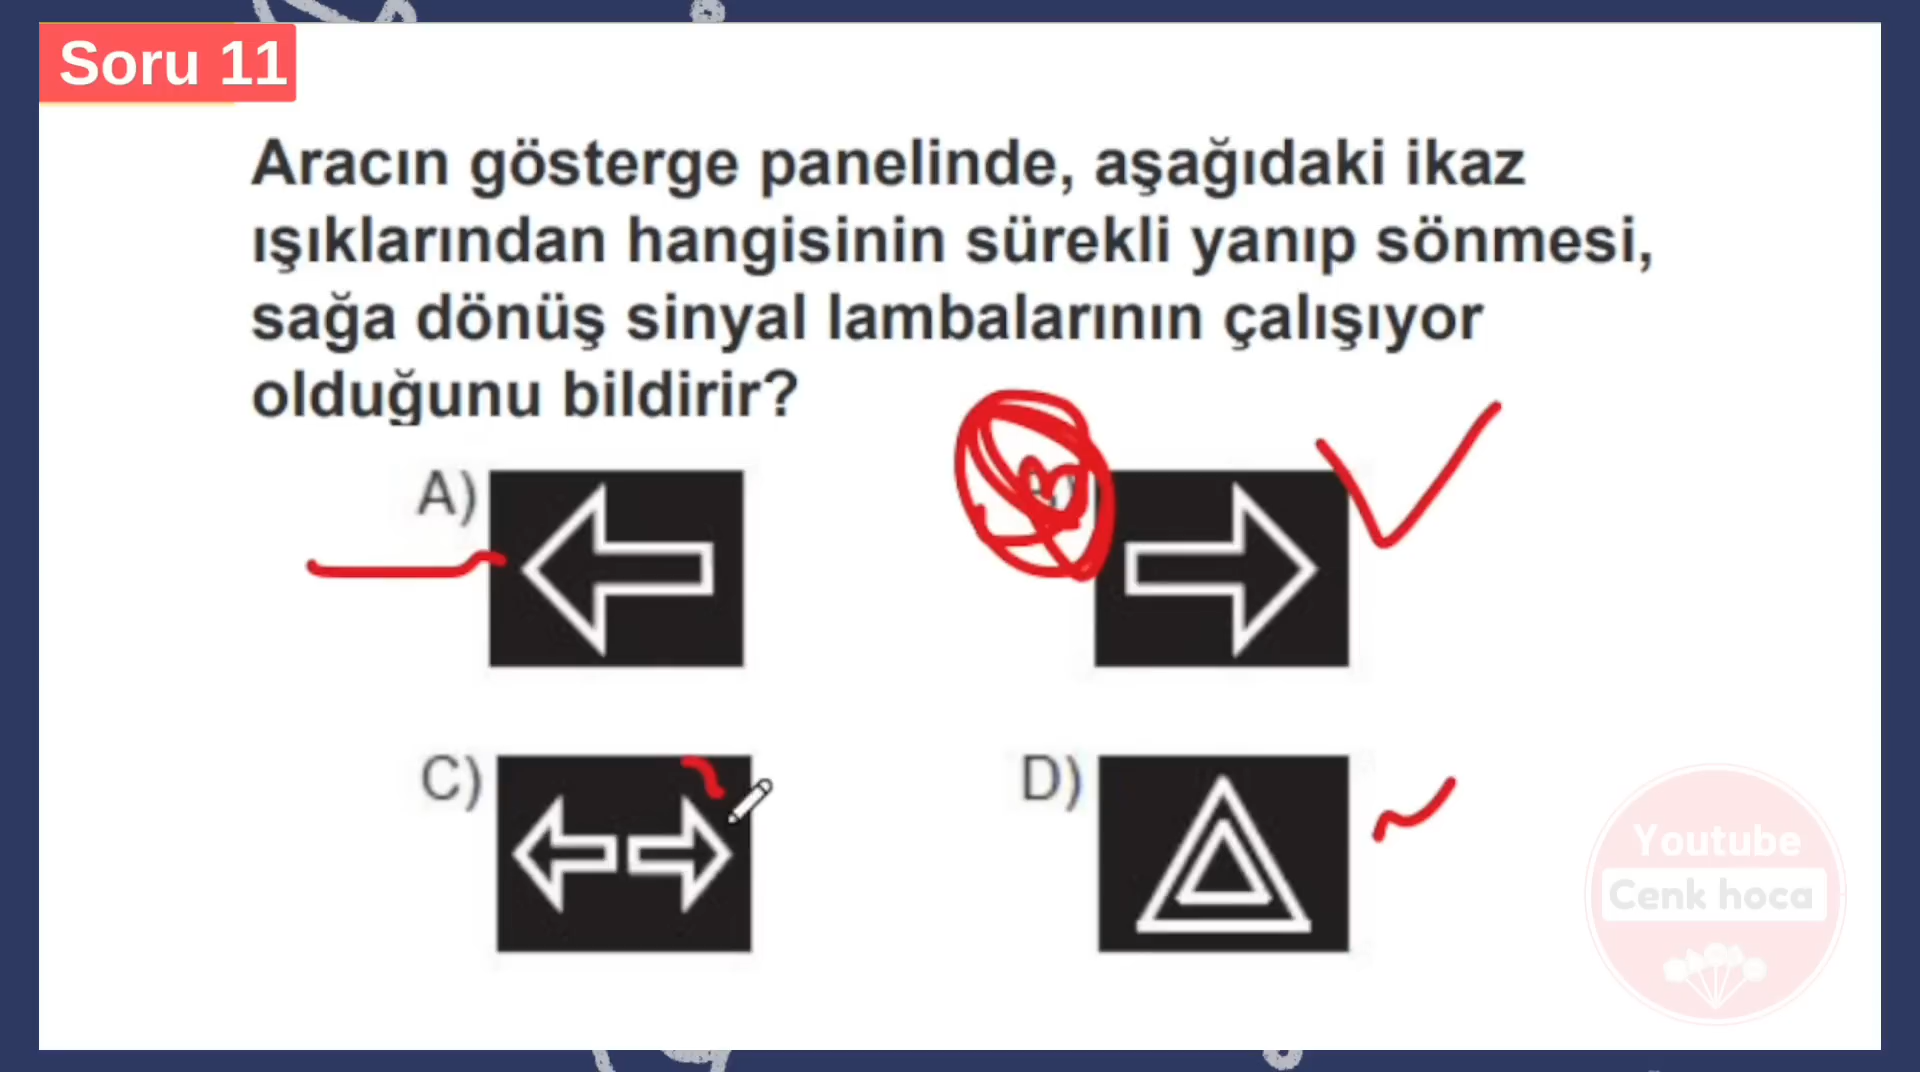 Soru 11
Aracın gösterge panelinde, aşağıdaki ikaz
ışıklarından hangisinin sürekli yanıp sönmesi,
sağa dönüş sinyal lambalarının çalışıyor
olduğunu bildirir?
A)
C)
D)
Youtube
Cenk hoca